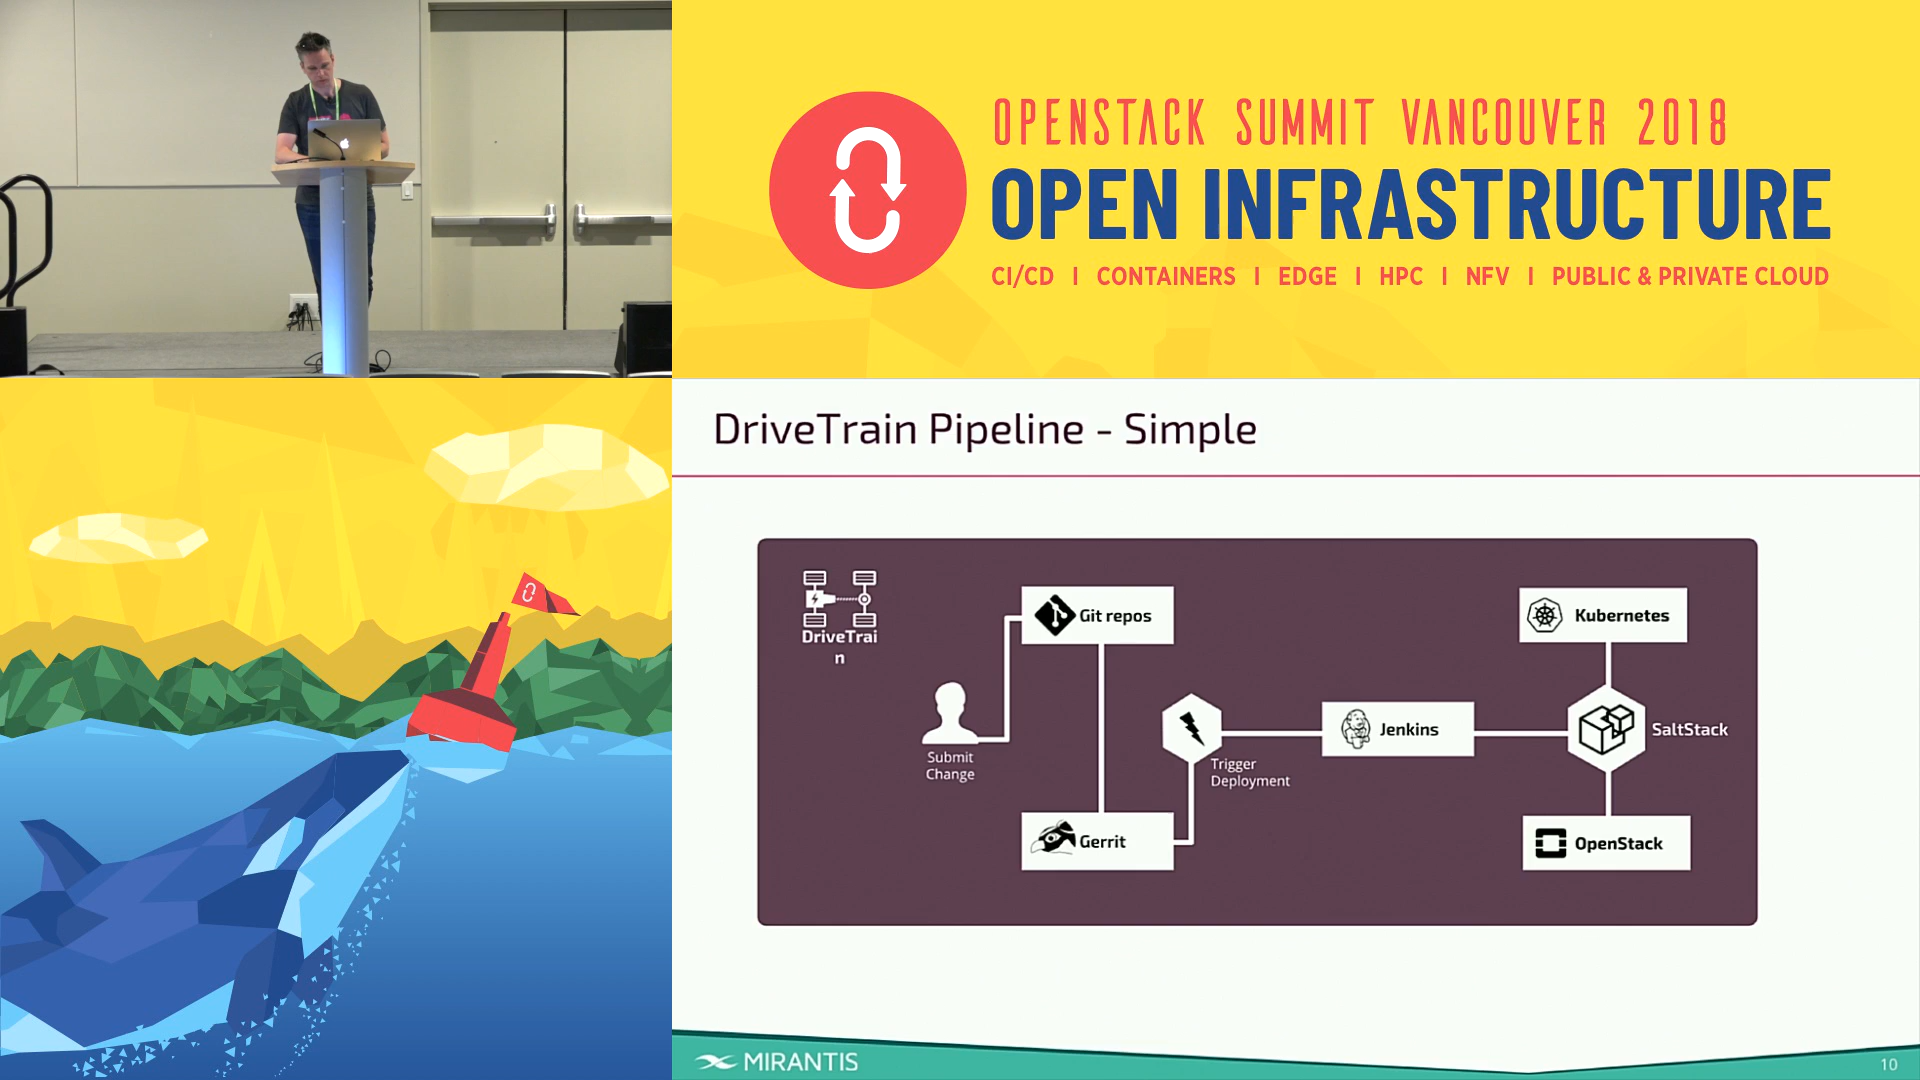 OPENSTACK SUMMIT VANCOUVER 2018
OPEN INFRASTRUCTURE
CI/CD | CONTAINERS | EDGE | HPC | NFV | PUBLIC & PRIVATE CLOUD
DriveTrain Pipeline - Simple
DriveTrai
n
Git repos
Kubernetes
Submit
Change
Trigger
Deployment
Jenkins
SaltStack
Gerrit
OpenStack
MIRANTIS
10